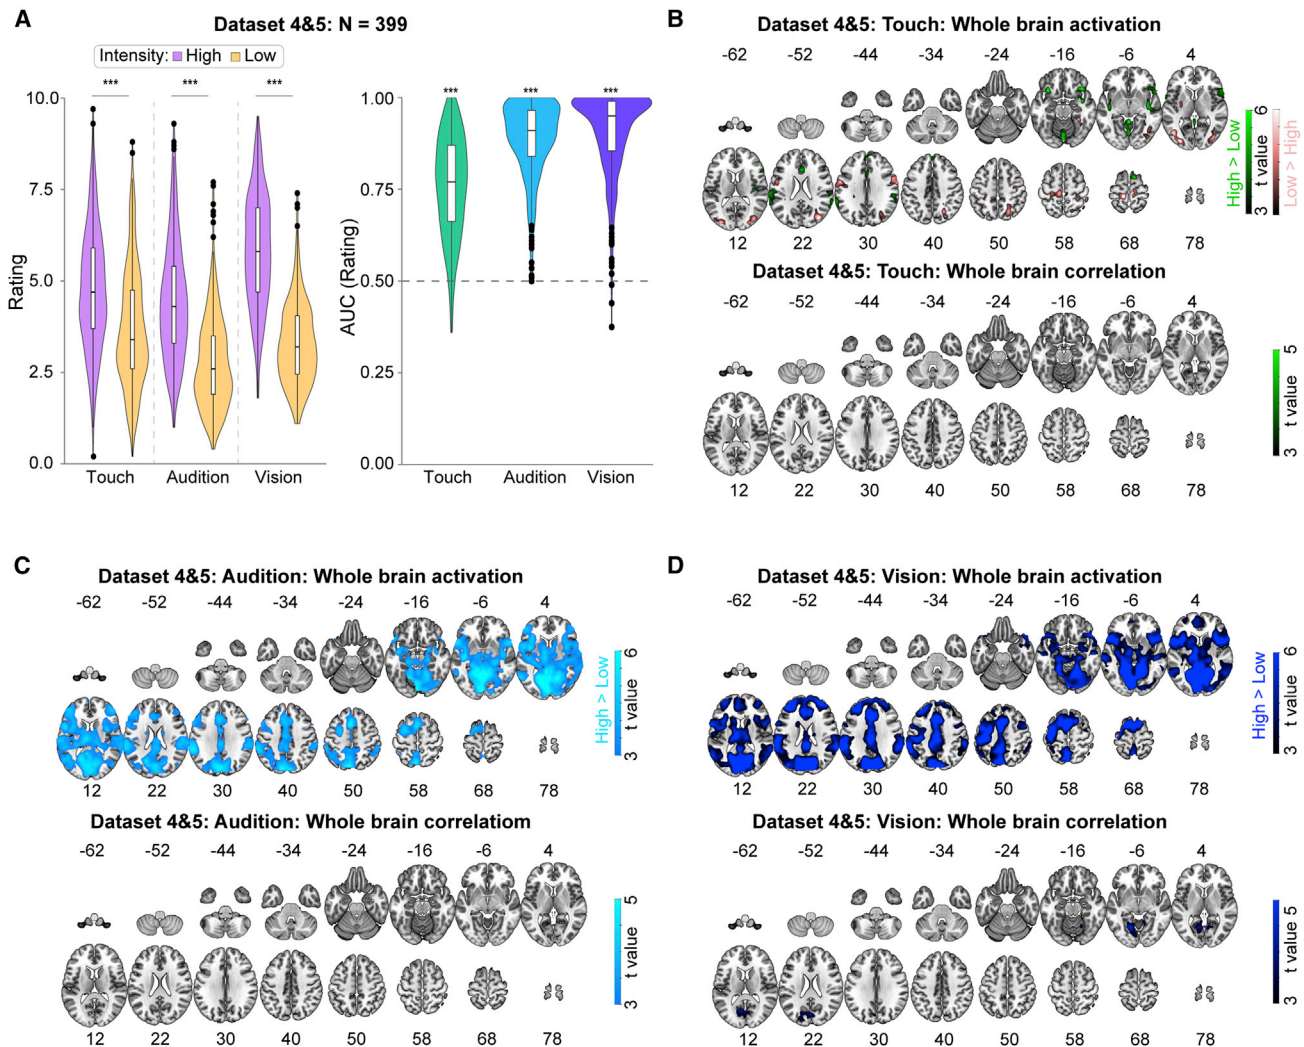 A
Dataset 4&5: N = 399
Intensity: High Low
*** *** ***
10.0
7.5
5.0
2.5
0.0
Rating
Touch Audition Vision
*** *** ***
1.00
0.75
0.50
0.25
0.00
AUC (Rating)
Touch Audition Vision
B
Dataset 4&5: Touch: Whole brain activation
-62 -52 -44 -34 -24 -16 -6 4
12 22 30 40 50 58 68 78
High > Low
3 t value 6
Low > High
Dataset 4&5: Touch: Whole brain correlation
-62 -52 -44 -34 -24 -16 -6 4
12 22 30 40 50 58 68 78
3 t value 5
C
Dataset 4&5: Audition: Whole brain activation
-62 -52 -44 -34 -24 -16 -6 4
12 22 30 40 50 58 68 78
High > Low
3 t value 6
Dataset 4&5: Audition: Whole brain correlatiom
-62 -52 -44 -34 -24 -16 -6 4
12 22 30 40 50 58 68 78
3 t value 5
D
Dataset 4&5: Vision: Whole brain activation
-62 -52 -44 -34 -24 -16 -6 4
12 22 30 40 50 58 68 78
High > Low
3 t value 6
Dataset 4&5: Vision: Whole brain correlation
-62 -52 -44 -34 -24 -16 -6 4
12 22 30 40 50 58 68 78
3 t value 5